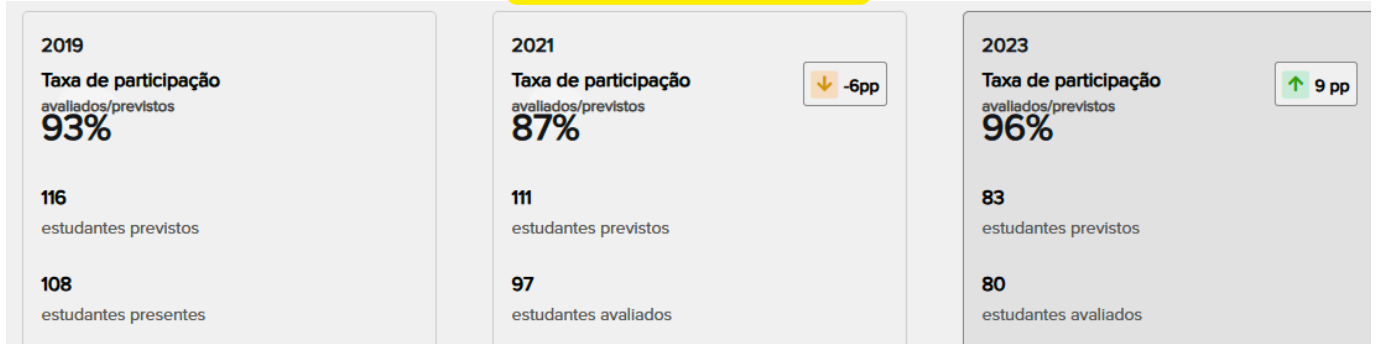 2019
Taxa de participação
avaliados/previstos
93%
116
estudantes previstos
108
estudantes presentes
2021
Taxa de participação
avaliados/previstos
87%
-6pp
111
estudantes previstos
97
estudantes avaliados
2023
Taxa de participação
avaliados/previstos
96%
9 pp
83
estudantes previstos
80
estudantes avaliados